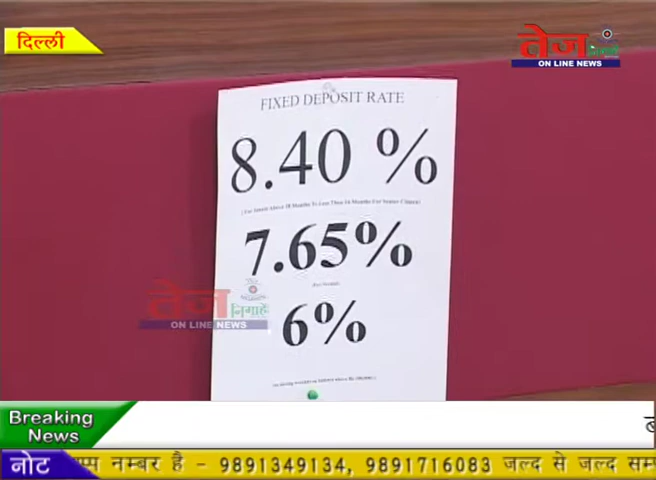 दिल्ली
तेज निगाहें
ON LINE NEWS
FIXED DEPOSIT RATE
8.40 %
7.65%
6%
तेज निगाहें
ON LINE NEWS
Breaking
News
नोट
नम्बर है - 9891349134, 9891716083 जल्द से जल्द